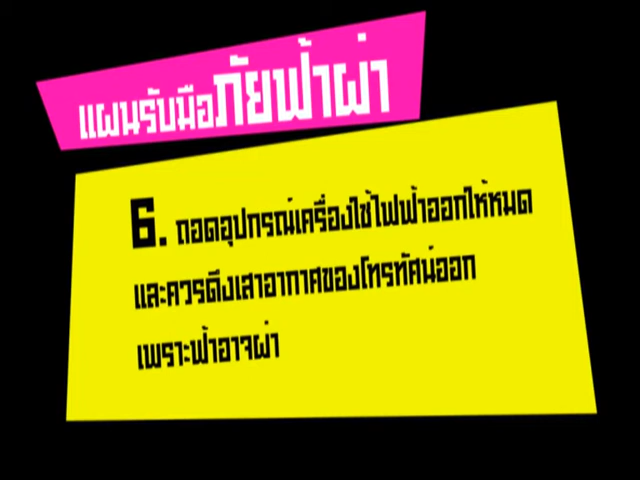 แผนรับมือภัยฟ้าผ่า
6. ถอดอุปกรณ์เครื่องใช้ไฟฟ้าออกให้หมด
และควรดึงเสาอากาศของโทรทัศน์ออก
เพราะฟ้าอาจผ่า